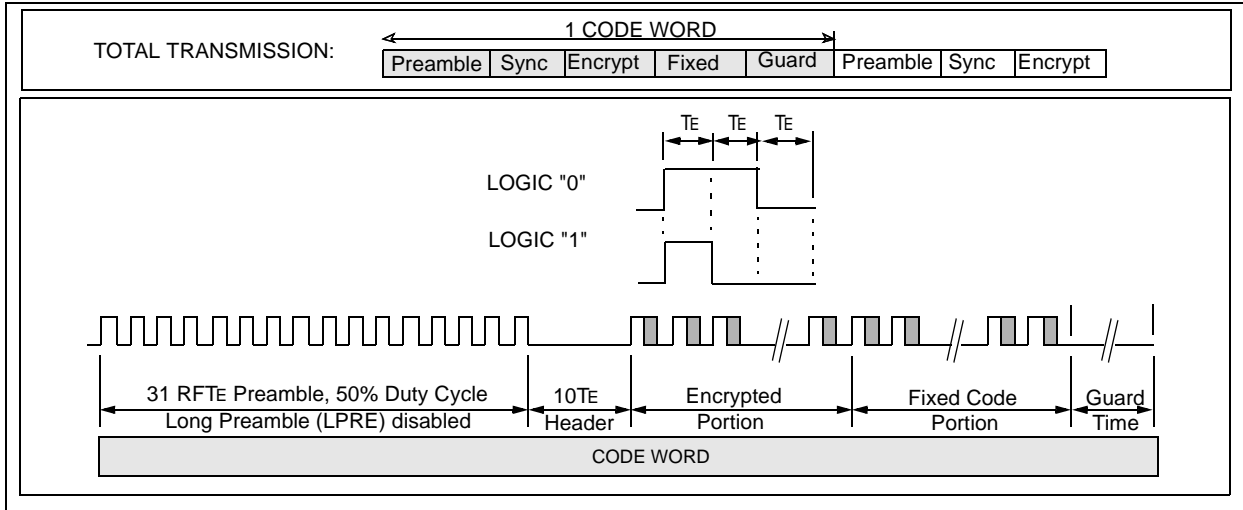 1 CODE WORD
TOTAL TRANSMISSION:
Preamble Sync Encrypt Fixed Guard Preamble Sync Encrypt
TE TE TE
LOGIC "0"
LOGIC "1"
31 RFTE Preamble, 50% Duty Cycle
Long Preamble (LPRE) disabled
10TE
Header
Encrypted
Portion
Fixed Code
Portion
Guard
Time
CODE WORD